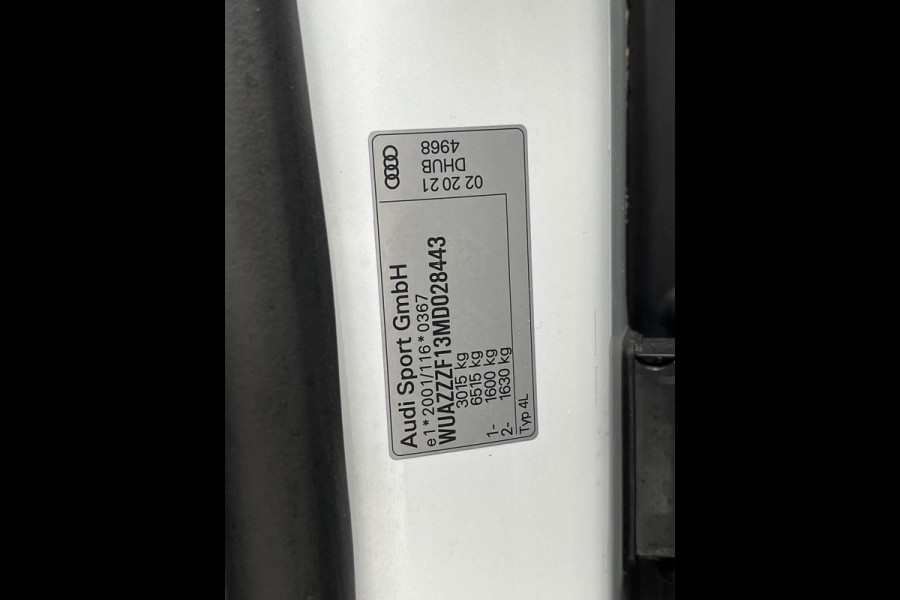 Audi Sport GmbH
e1*2001/116*0367
WUAZZZF13MD028443
3015 kg
6515 kg
1- 1600 kg
2- 1630 kg
Typ 4L
02 20 21
DHUB
4968